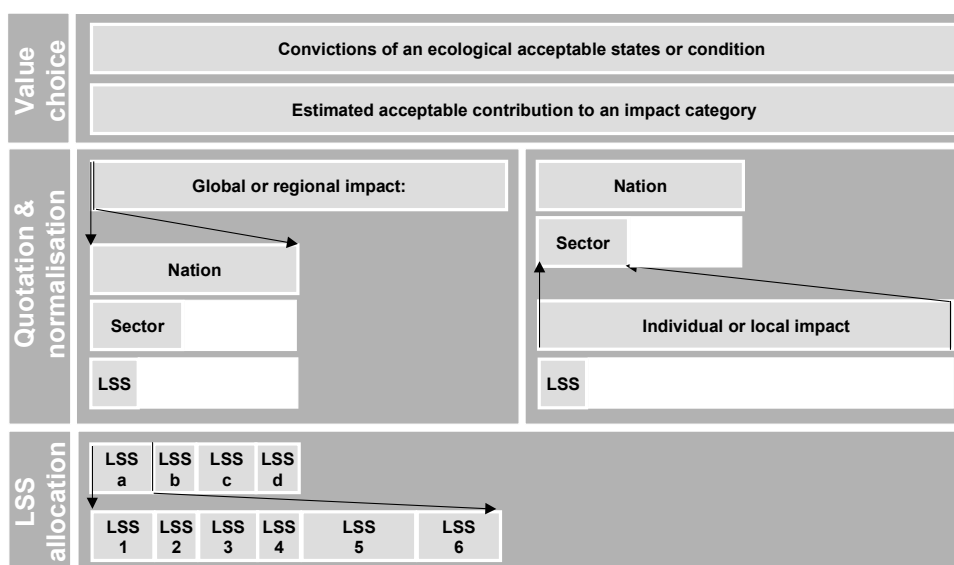 Value
choice
Convictions of an ecological acceptable states or condition
Estimated acceptable contribution to an impact category
Quotation &
normalisation
Global or regional impact:
Nation
Sector
LSS
Nation
Sector
Individual or local impact
LSS
LSS
allocation
LSS
a
LSS
b
LSS
c
LSS
d
LSS
1
LSS
2
LSS
3
LSS
4
LSS
5
LSS
6